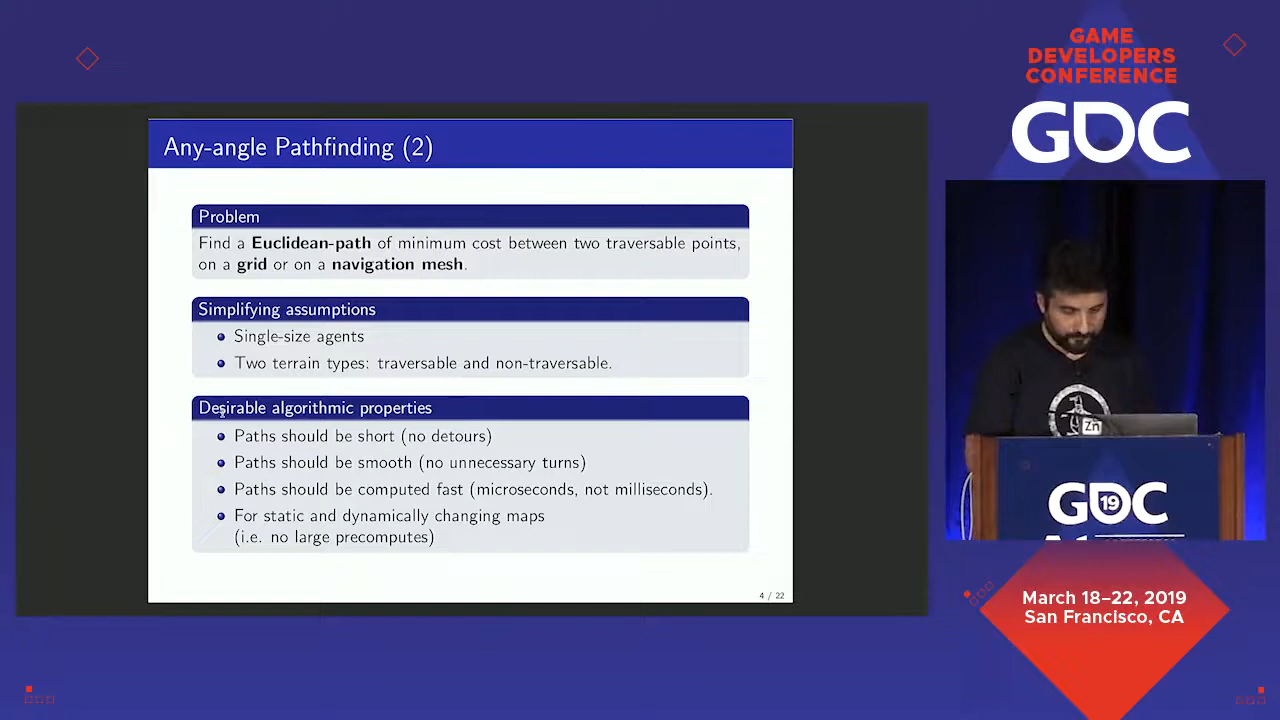 GAME
DEVELOPERS
CONFERENCE
GDC
Any-angle Pathfinding (2)
Problem
Find a Euclidean-path of minimum cost between two traversable points,
on a grid or on a navigation mesh.
Simplifying assumptions
Single-size agents
Two terrain types: traversable and non-traversable.
Desirable algorithmic properties
Paths should be short (no detours)
Paths should be smooth (no unnecessary turns)
Paths should be computed fast (microseconds, not milliseconds).
For static and dynamically changing maps
(i.e. no large precomputes)
4 / 22
Zn
GDC
19
March 18–22, 2019
San Francisco, CA